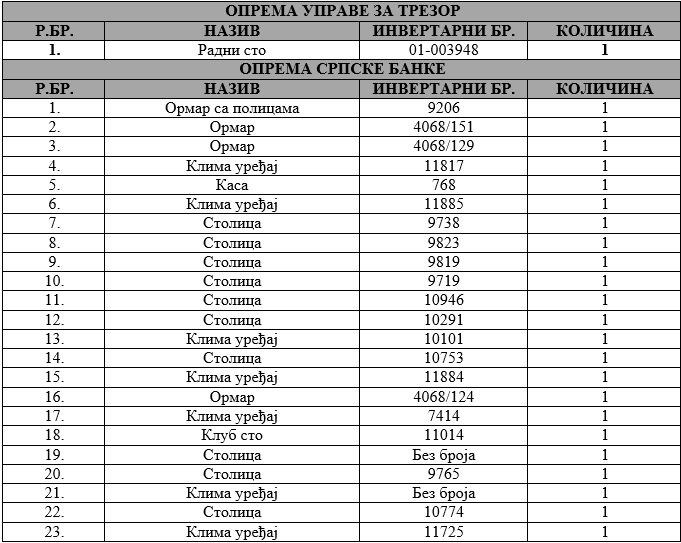 ОПРЕМА УПРАВЕ ЗА ТРЕЗОР
Р.БР. НАЗИВ ИНВЕРТАРНИ БР. КОЛИЧИНА
1. Радни сто 01-003948 1
ОПРЕМА СРПСКЕ БАНКЕ
Р.БР. НАЗИВ ИНВЕРТАРНИ БР. КОЛИЧИНА
1. Ормар са полицама 9206 1
2. Ормар 4068/151 1
3. Ормар 4068/129 1
4. Клима уређај 11817 1
5. Каса 768 1
6. Клима уређај 11885 1
7. Столица 9738 1
8. Столица 9823 1
9. Столица 9819 1
10. Столица 9719 1
11. Столица 10946 1
12. Столица 10291 1
13. Клима уређај 10101 1
14. Столица 10753 1
15. Клима уређај 11884 1
16. Ормар 4068/124 1
17. Клима уређај 7414 1
18. Клуб сто 11014 1
19. Столица Без броја 1
20. Столица 9765 1
21. Клима уређај Без броја 1
22. Столица 10774 1
23. Клима уређај 11725 1